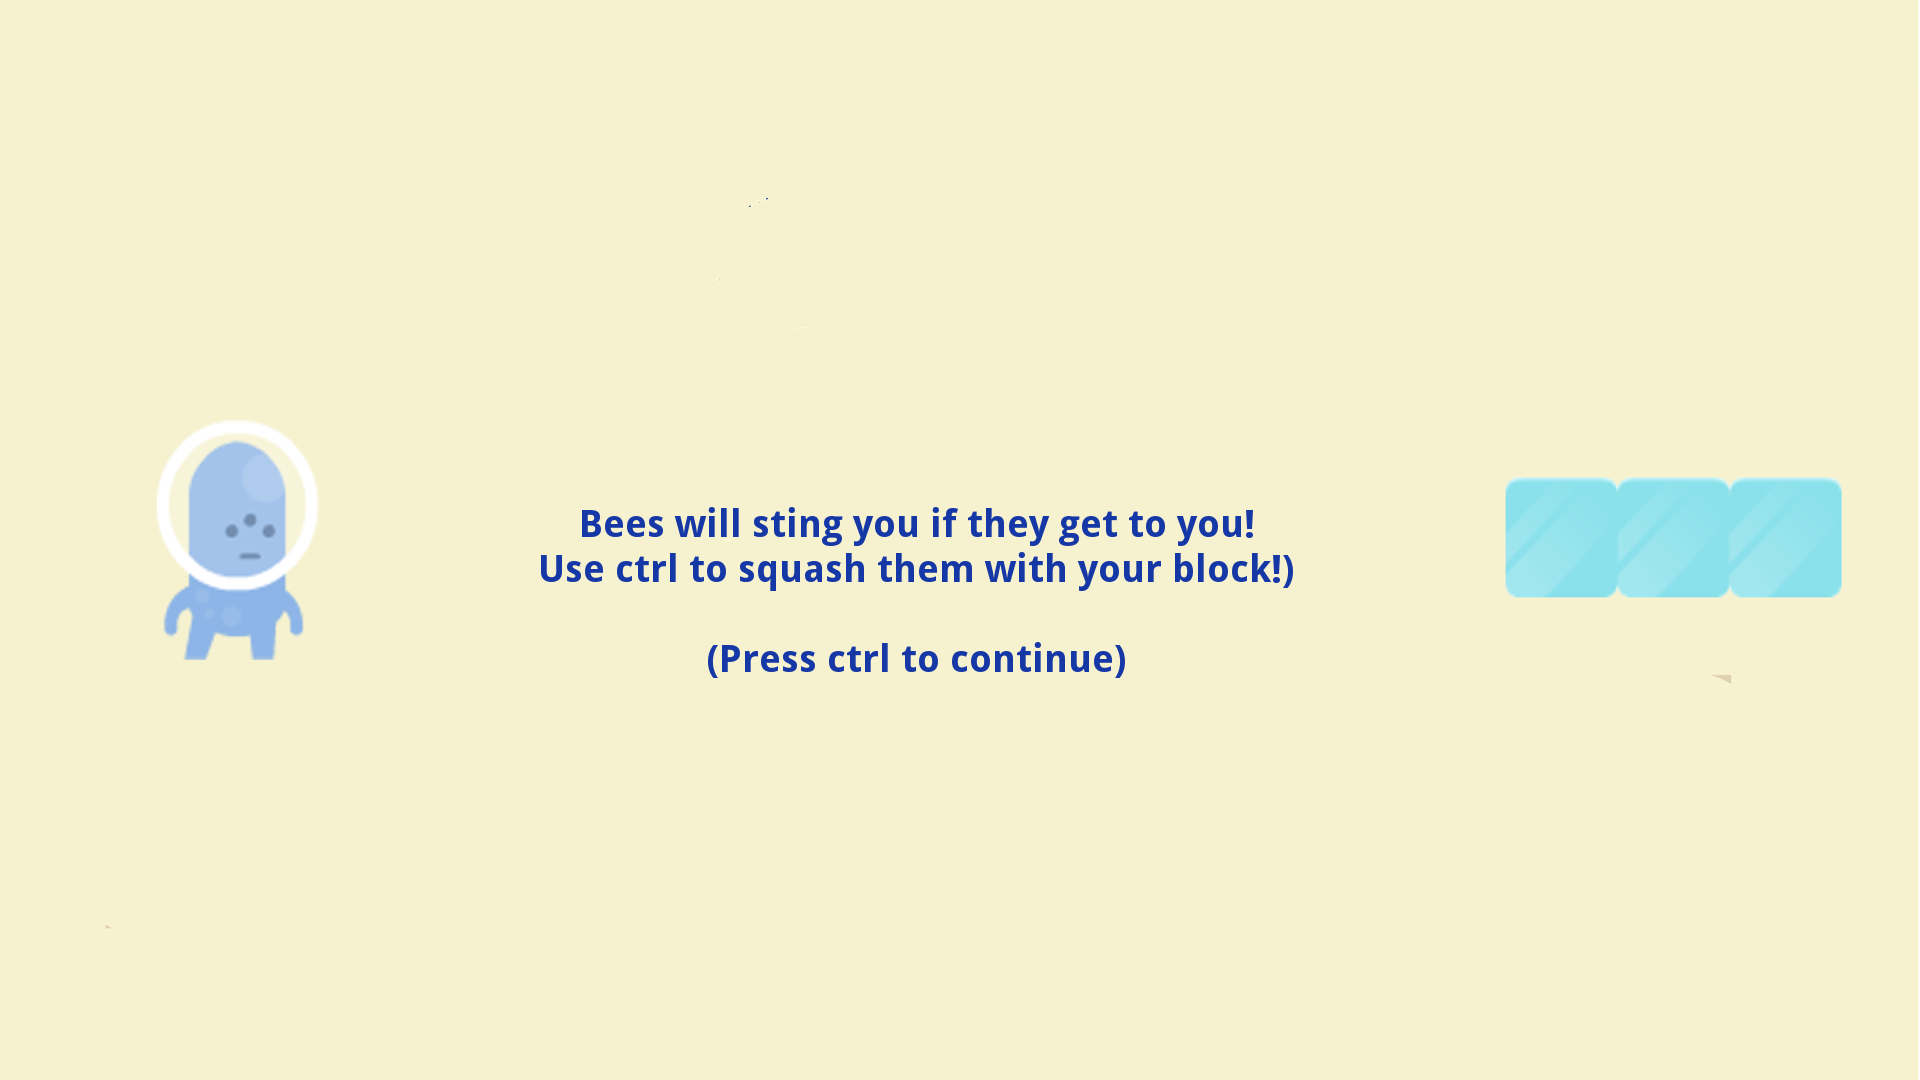 Bees will sting you if they get to you!
Use ctrl to squash them with your block!)
(Press ctrl to continue)